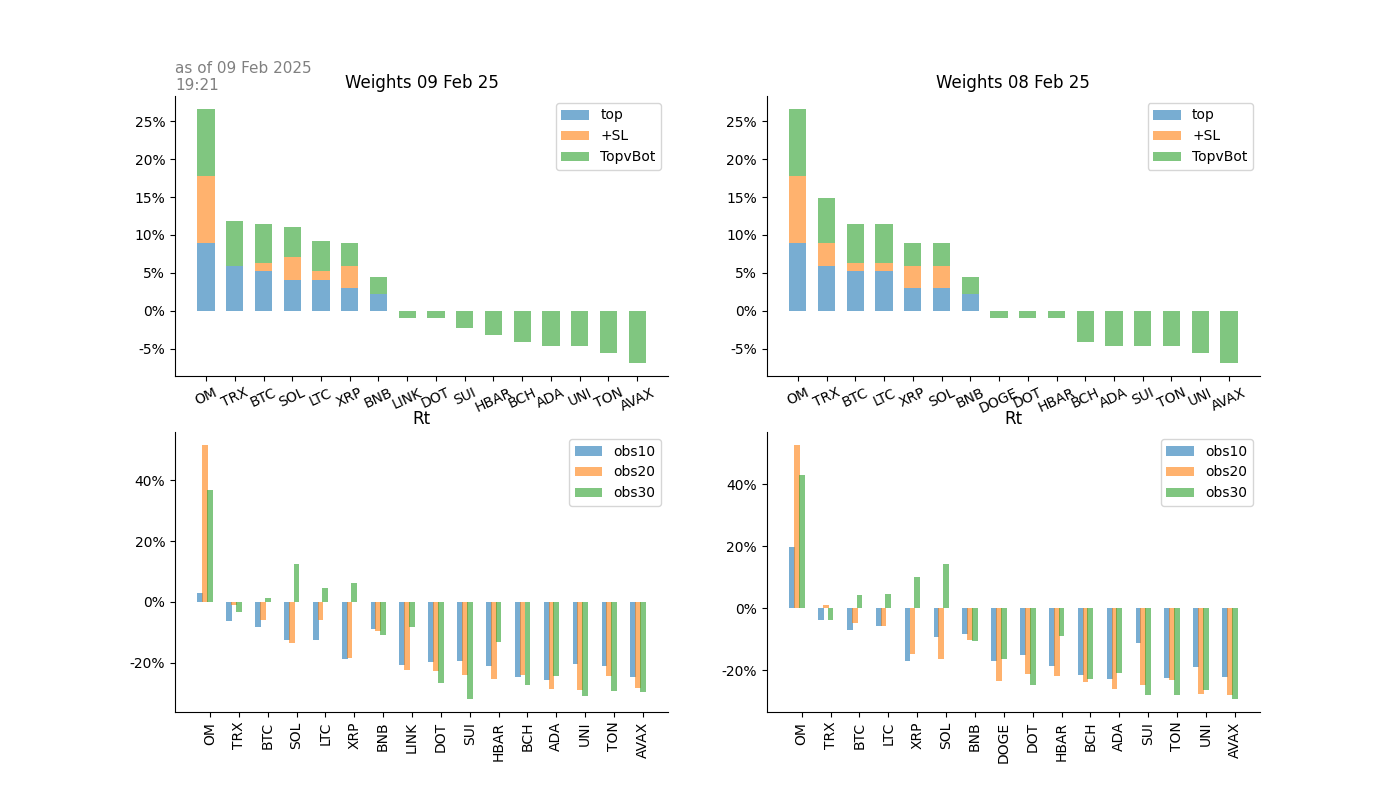 as of 09 Feb 2025
19:21
Weights 09 Feb 25
25%
20%
15%
10%
5%
0%
-5%
top
+SL
TopvBot
OM TRX BTC SOL LTC XRP BNB LINK DOT SUI HBAR BCH ADA UNI TON AVAX
Weights 08 Feb 25
25%
20%
15%
10%
5%
0%
-5%
top
+SL
TopvBot
OM TRX BTC LTC XRP SOL BNB DOGE DOT HBAR BCH ADA SUI TON UNI AVAX
Rt
40%
20%
0%
-20%
obs10
obs20
obs30
OM TRX BTC SOL LTC XRP BNB LINK DOT SUI HBAR BCH ADA UNI TON AVAX
Rt
40%
20%
0%
-20%
obs10
obs20
obs30
OM TRX BTC LTC XRP SOL BNB DOGE DOT HBAR BCH ADA SUI TON UNI AVAX